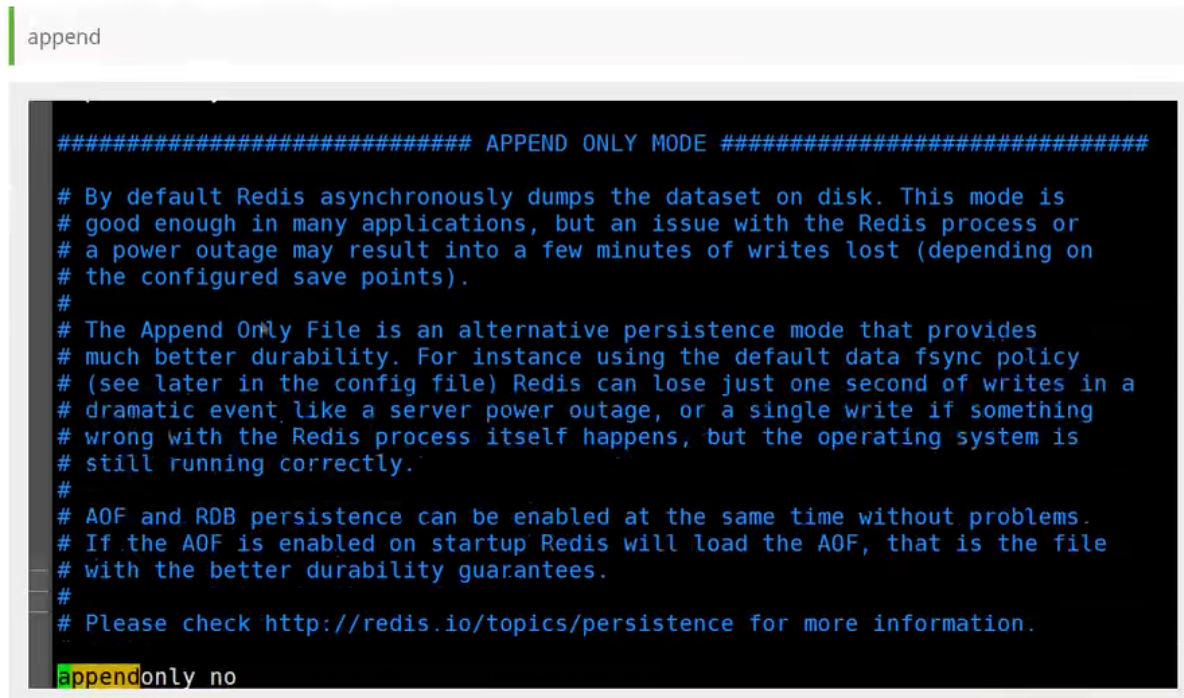 append
############################## APPEND ONLY MODE ###############################
# By default Redis asynchronously dumps the dataset on disk. This mode is
# good enough in many applications, but an issue with the Redis process or
# a power outage may result into a few minutes of writes lost (depending on
# the configured save points).
#
# The Append Only File is an alternative persistence mode that provides
# much better durability. For instance using the default data fsync policy
# (see later in the config file) Redis can lose just one second of writes in a
# dramatic event like a server power outage, or a single write if something
# wrong with the Redis process itself happens, but the operating system is
# still running correctly.
#
# AOF and RDB persistence can be enabled at the same time without problems.
# If the AOF is enabled on startup Redis will load the AOF, that is the file
# with the better durability guarantees.
#
# Please check http://redis.io/topics/persistence for more information.
appendonly no